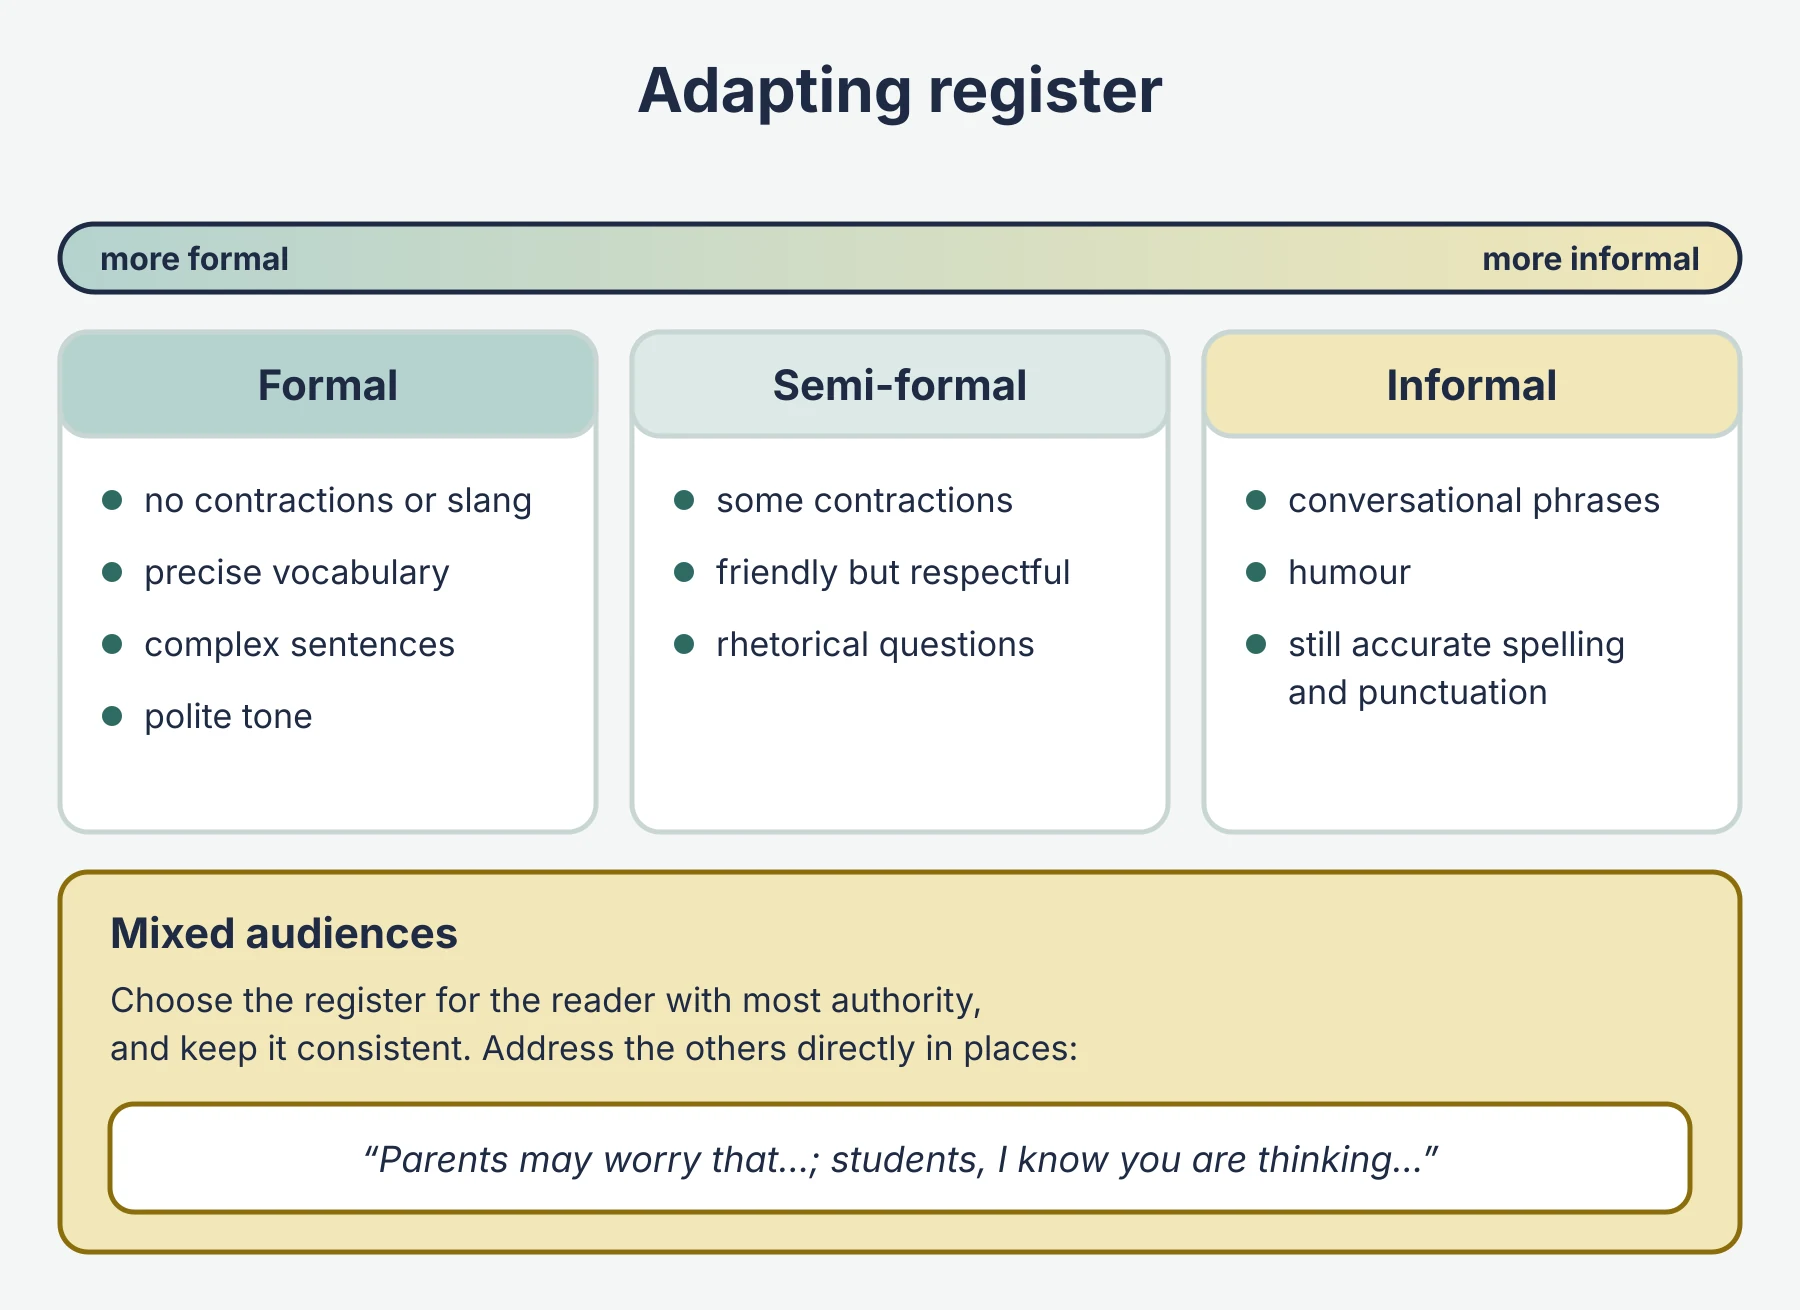 Adapting register
more formal
more informal
Formal
no contractions or slang
precise vocabulary
complex sentences
polite tone
Semi-formal
some contractions
friendly but respectful
rhetorical questions
Informal
conversational phrases
humour
still accurate spelling
and punctuation
Mixed audiences
Choose the register for the reader with most authority,
and keep it consistent. Address the others directly in places:
“Parents may worry that…; students, I know you are thinking…”